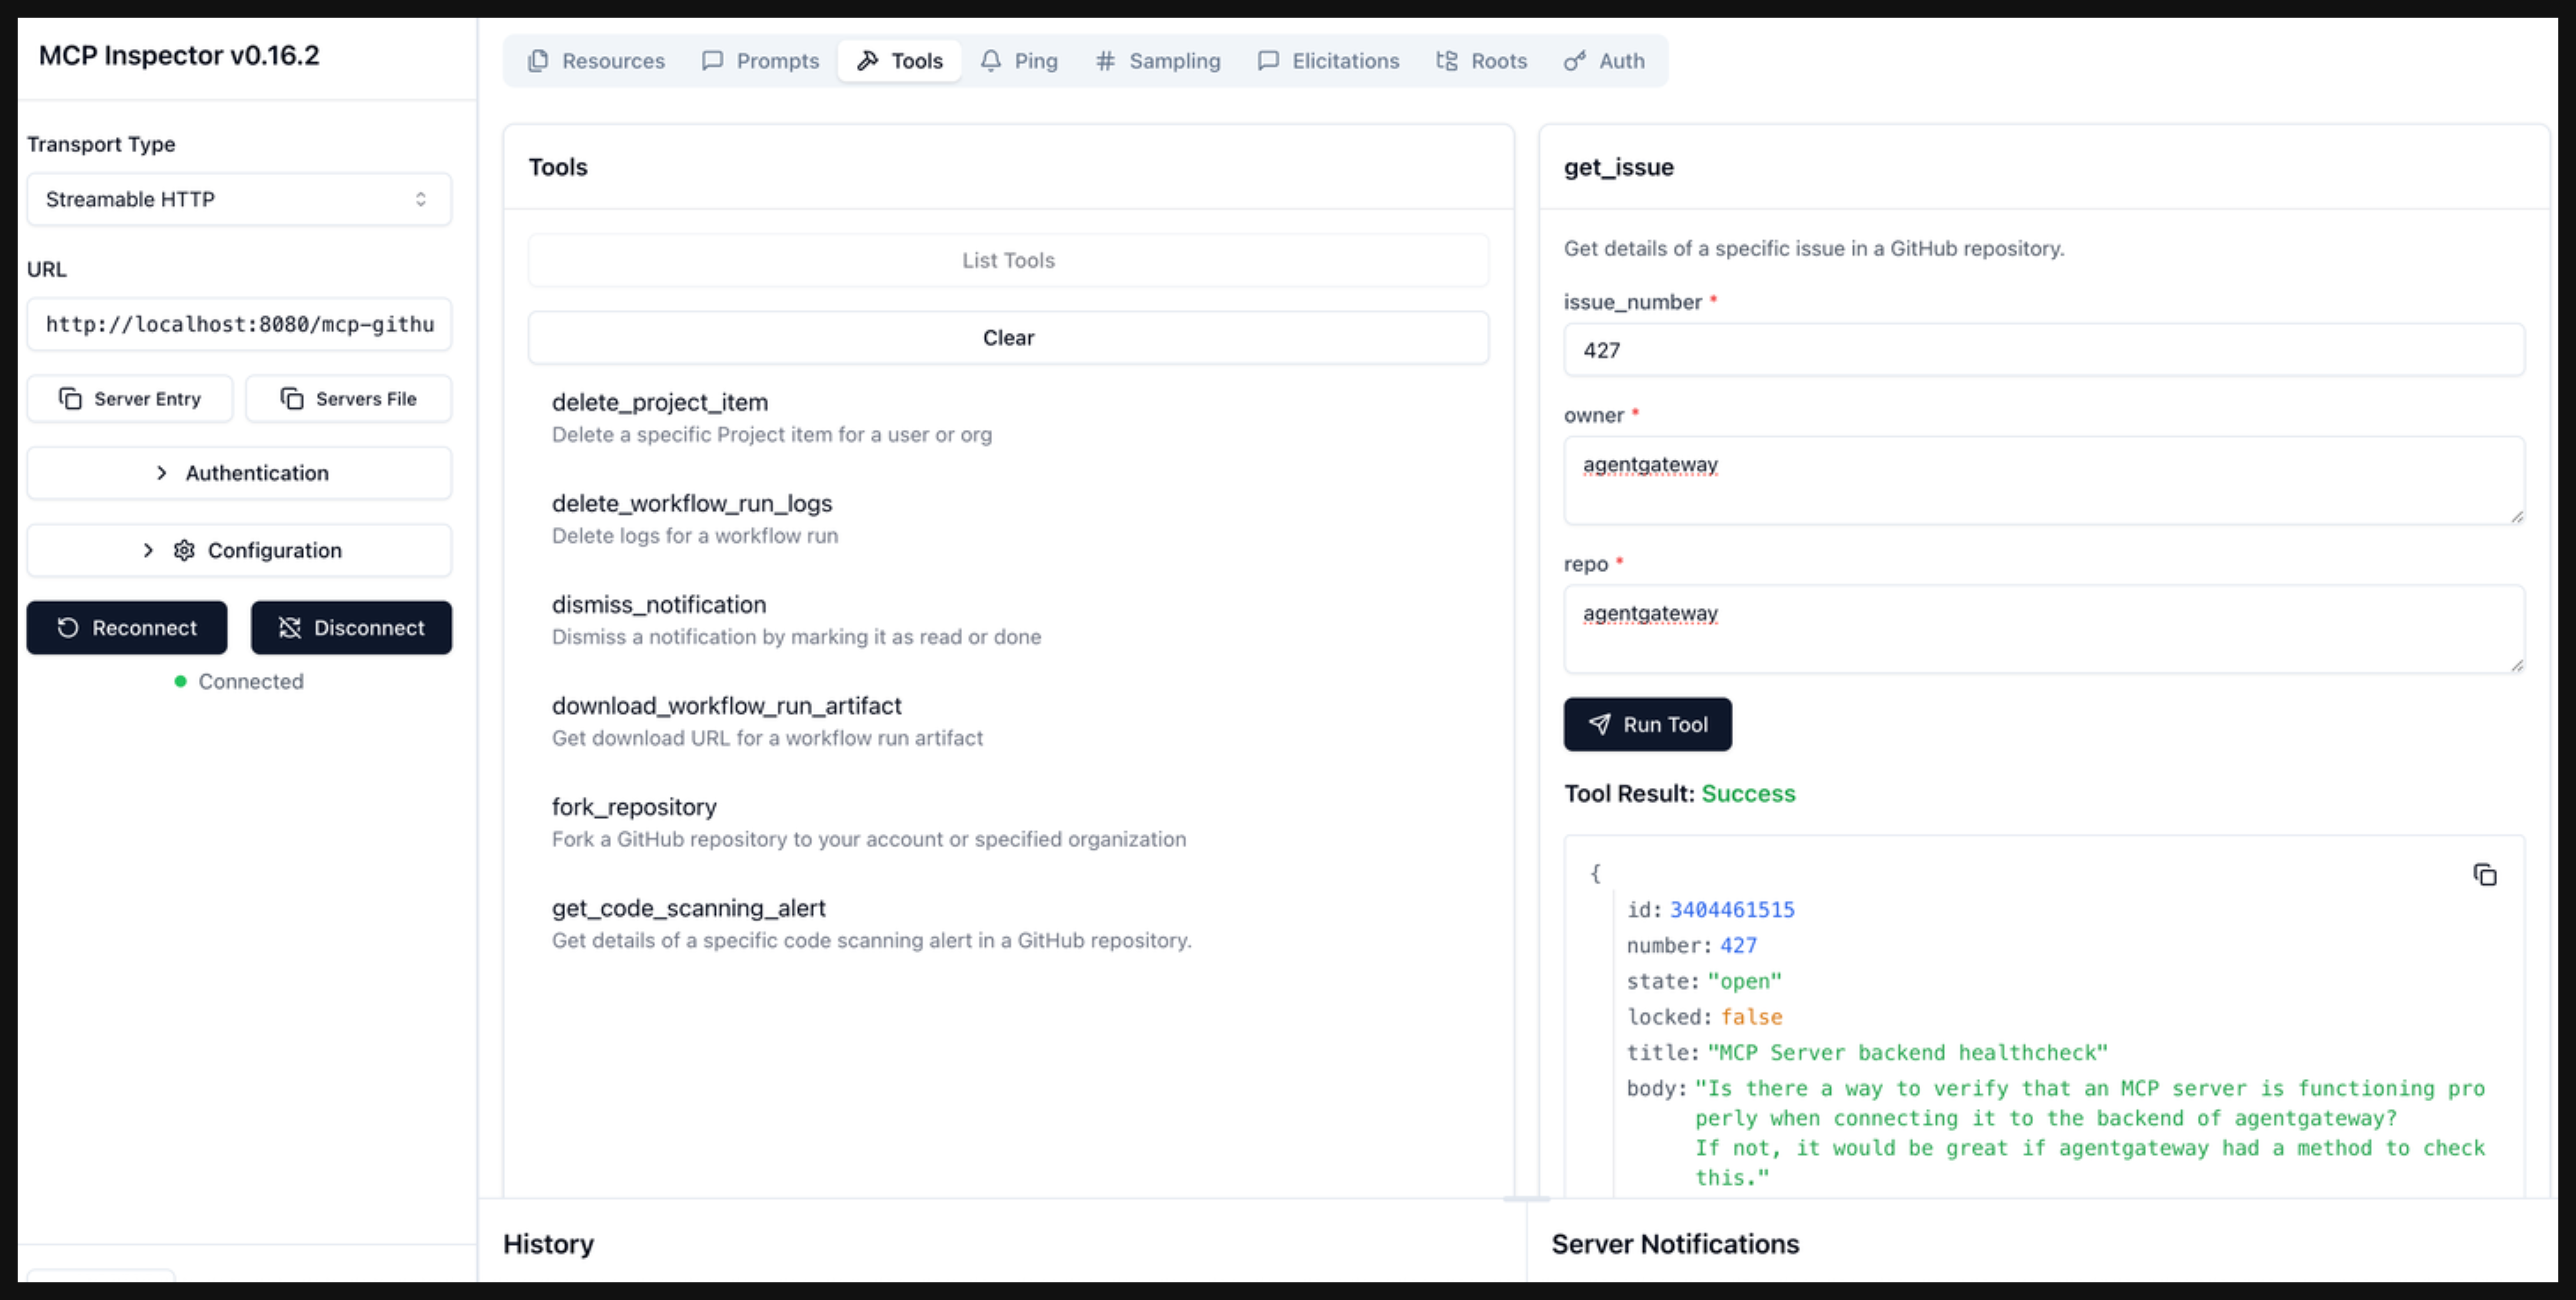 MCP Inspector v0.16.2
Transport Type
Streamable HTTP
URL
http://localhost:8080/mcp-githu
Server Entry
Servers File
Authentication
Configuration
Reconnect
Disconnect
Connected
Resources
Prompts
Tools
Ping
Sampling
Elicitations
Roots
Auth
Tools
List Tools
Clear
delete_project_item
Delete a specific Project item for a user or org
delete_workflow_run_logs
Delete logs for a workflow run
dismiss_notification
Dismiss a notification by marking it as read or done
download_workflow_run_artifact
Get download URL for a workflow run artifact
fork_repository
Fork a GitHub repository to your account or specified organization
get_code_scanning_alert
Get details of a specific code scanning alert in a GitHub repository.
get_issue
Get details of a specific issue in a GitHub repository.
issue_number *
427
owner *
agentgateway
repo *
agentgateway
Run Tool
Tool Result: Success
{
id: 3404461515
number: 427
state: "open"
locked: false
title: "MCP Server backend healthcheck"
body: "Is there a way to verify that an MCP server is functioning pro
perly when connecting it to the backend of agentgateway?
If not, it would be great if agentgateway had a method to check
this."
History
Server Notifications